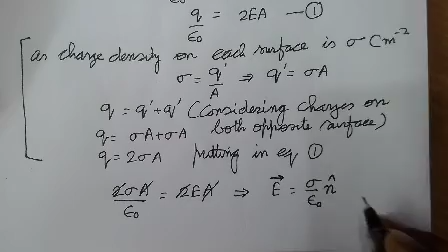 q/ε₀ = 2EA — ①
as charge density on each surface is σ Cm⁻²
σ = q'/A ⇒ q' = σA
q = q' + q' (Considering charges on
q = σA + σA both opposite surface)
q = 2σA putting in eq ①
2σA/ε₀ = 2EA ⇒ E⃗ = σ/ε₀ n̂